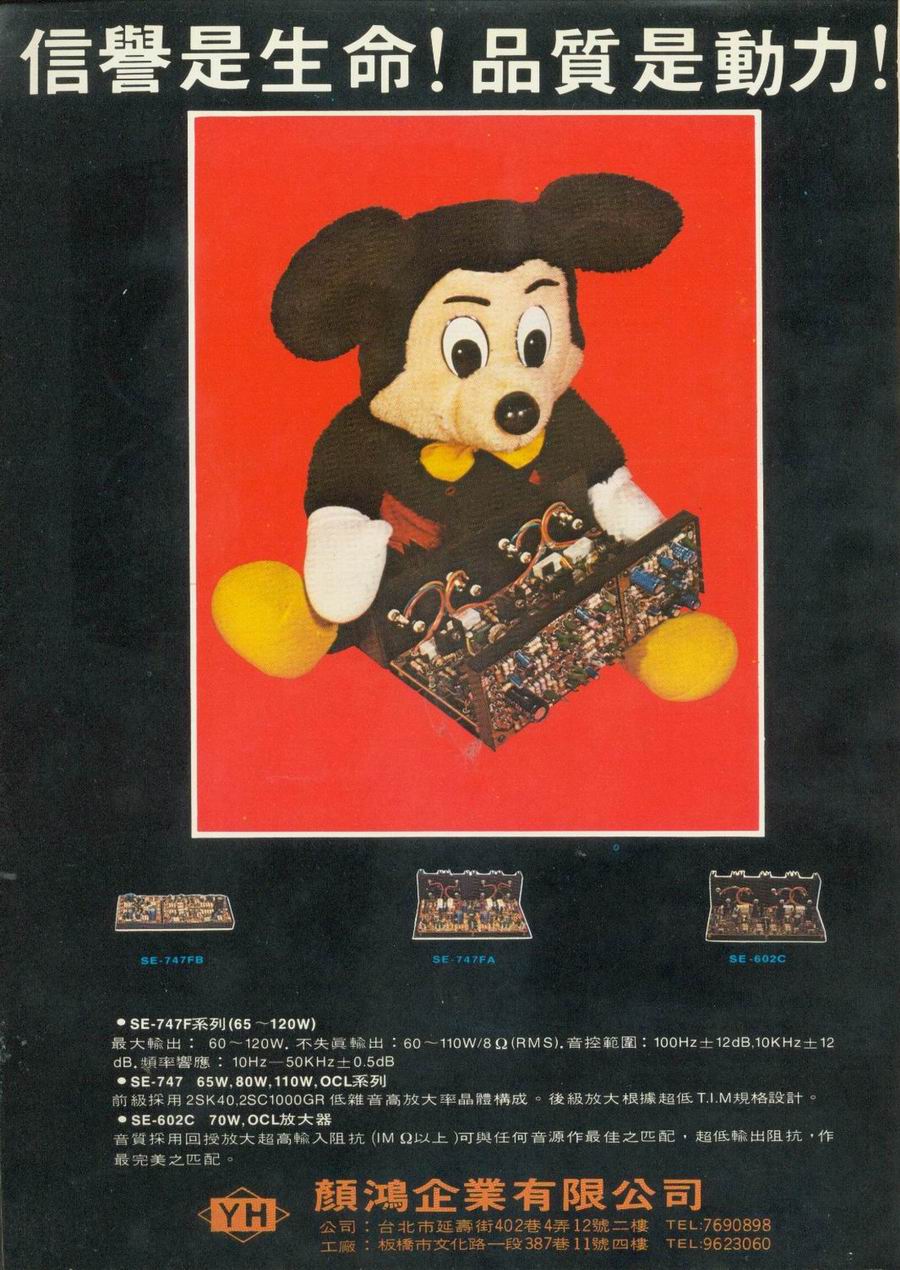 信譽是生命！品質是動力！
SE-747FB
SE-747FA
SE-602C
●SE-747F系列(65～120W)
最大輸出： 60～120W. 不失眞輸出：60～110W/8Ω(RMS).音控範圍：100Hz±12dB,10KHz±12
dB.頻率響應： 10Hz—50KHz±0.5dB
●SE-747 65W,80W,110W,OCL系列
前級採用2SK40,2SC1000GR低雜音高放大率晶體構成。後級放大根據超低T.I.M規格設計。
●SE-602C 70W,OCL放大器
音質採用回授放大超高輸入阻抗(IMΩ以上)可與任何音源作最佳之匹配，超低輸出阻抗，作
最完美之匹配。
YH
顏鴻企業有限公司
公司：台北市延壽街402巷4弄12號二樓 TEL:7690898
工廠：板橋市文化路一段387巷11號四樓 TEL:9623060